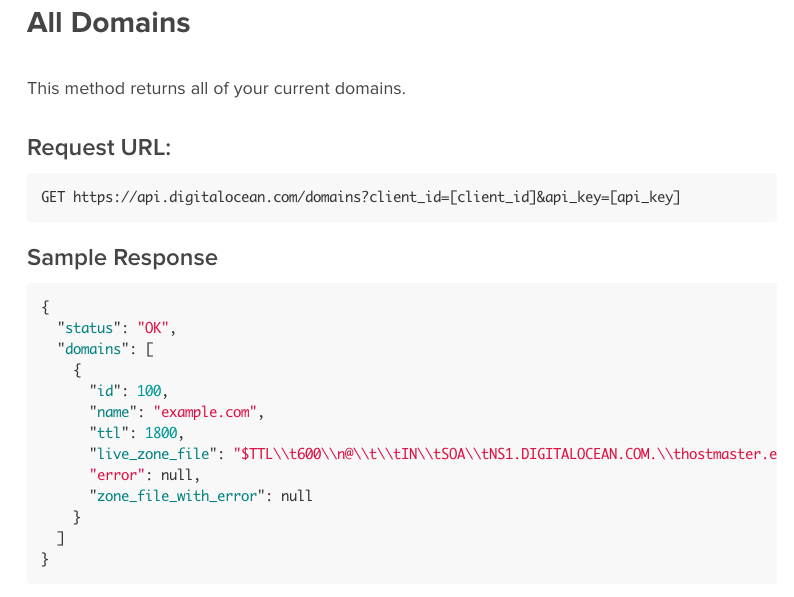 All Domains
This method returns all of your current domains.
Request URL:
GET https://api.digitalocean.com/domains?client_id=[client_id]&api_key=[api_key]
Sample Response
{
  "status": "OK",
  "domains": [
    {
      "id": 100,
      "name": "example.com",
      "ttl": 1800,
      "live_zone_file": "$TTL\\t600\\n@\\t\\tIN\\tSOA\\tNS1.DIGITALOCEAN.COM.\\thostmaster.e
      "error": null,
      "zone_file_with_error": null
    }
  ]
}